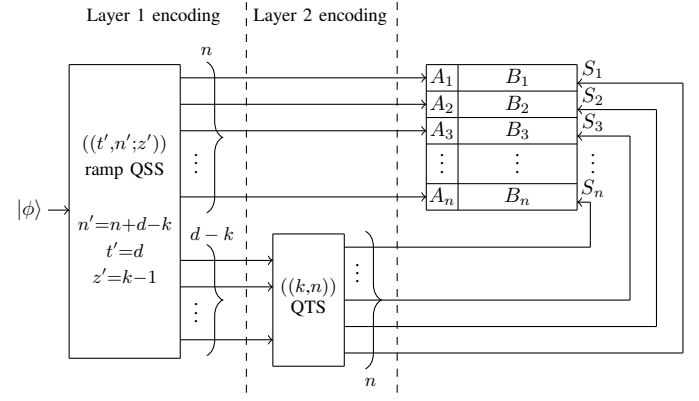 Layer 1 encoding
Layer 2 encoding
n
((t′,n′;z′))
ramp QSS
n′=n+d−k
t′=d
z′=k−1
|ϕ⟩
⋮
d − k
⋮
((k,n))
QTS
⋮
n
A₁ B₁ S₁
A₂ B₂ S₂
A₃ B₃ S₃
⋮ ⋮ ⋮
Aₙ Bₙ Sₙ